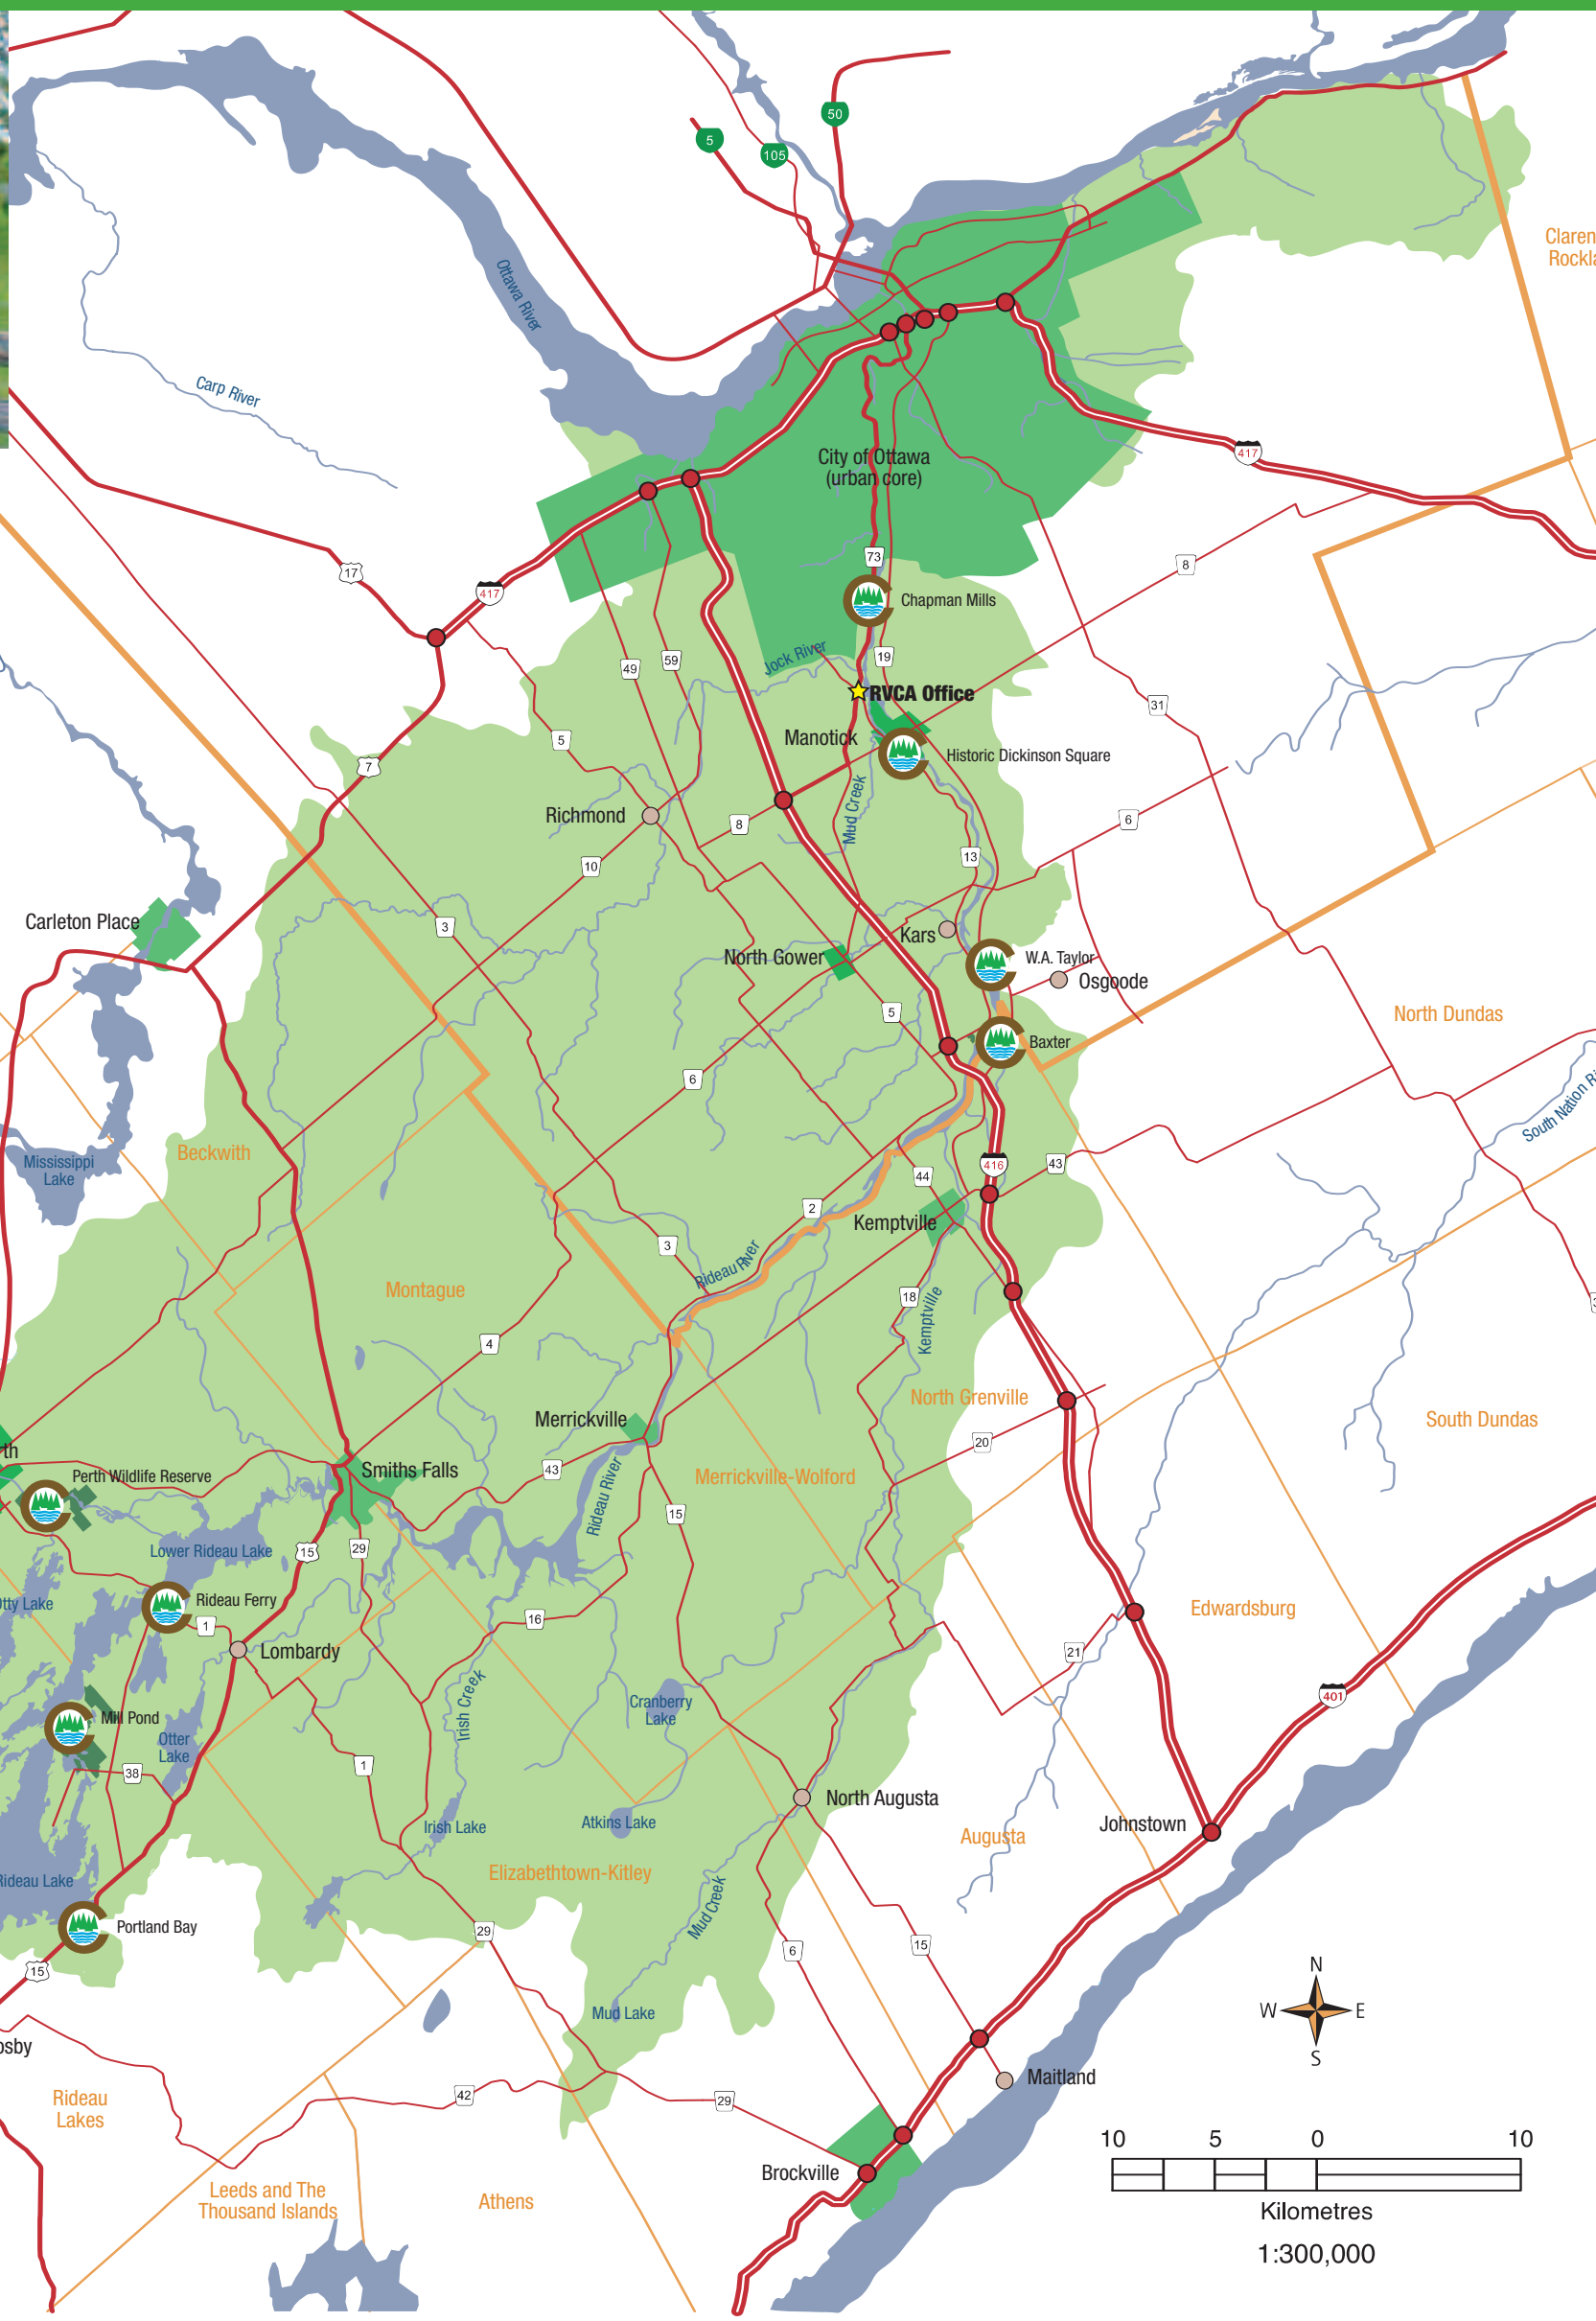 50
5
105
Claren
Rockla
Ottawa River
Carp River
City of Ottawa
(urban core)
417
17
417
73
8
Chapman Mills
49
59
Jock River
19
RVCA Office
31
5
Manotick
Historic Dickinson Square
7
Richmond
8
Mud Creek
6
10
13
Carleton Place
3
Kars
North Gower
W.A. Taylor
Osgoode
5
North Dundas
Baxter
6
South Nation Ri
Beckwith
Mississippi
Lake
416
43
44
2
Kemptville
3
Rideau River
Montague
18
Kemptville
4
North Grenville
Merrickville
South Dundas
20
th
Smiths Falls
Perth Wildlife Reserve
43
Merrickville-Wolford
Rideau River
15
Lower Rideau Lake
15
29
tty Lake
Rideau Ferry
1
16
Edwardsburg
Lombardy
21
Irish Creek
Cranberry
Lake
401
Mill Pond
Otter
Lake
38
1
North Augusta
Irish Lake
Atkins Lake
Johnstown
Augusta
Elizabethtown-Kitley
Rideau Lake
Mud Creek
Portland Bay
29
6
15
15
N
W
E
S
Mud Lake
osby
Maitland
Rideau
Lakes
42
29
10
5
0
10
Brockville
Leeds and The
Thousand Islands
Athens
Kilometres
1:300,000